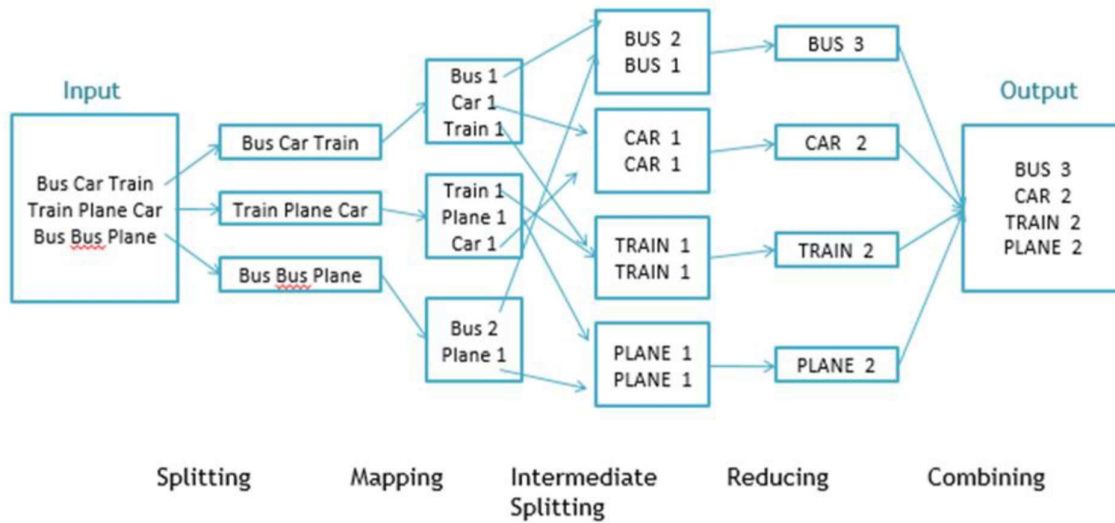 Input
Bus Car Train
Train Plane Car
Bus Bus Plane
Bus Car Train
Train Plane Car
Bus Bus Plane
Bus 1
Car 1
Train 1
Train 1
Plane 1
Car 1
Bus 2
Plane 1
BUS 2
BUS 1
CAR 1
CAR 1
TRAIN 1
TRAIN 1
PLANE 1
PLANE 1
BUS 3
CAR 2
TRAIN 2
PLANE 2
Output
BUS 3
CAR 2
TRAIN 2
PLANE 2
Splitting
Mapping
Intermediate
Splitting
Reducing
Combining